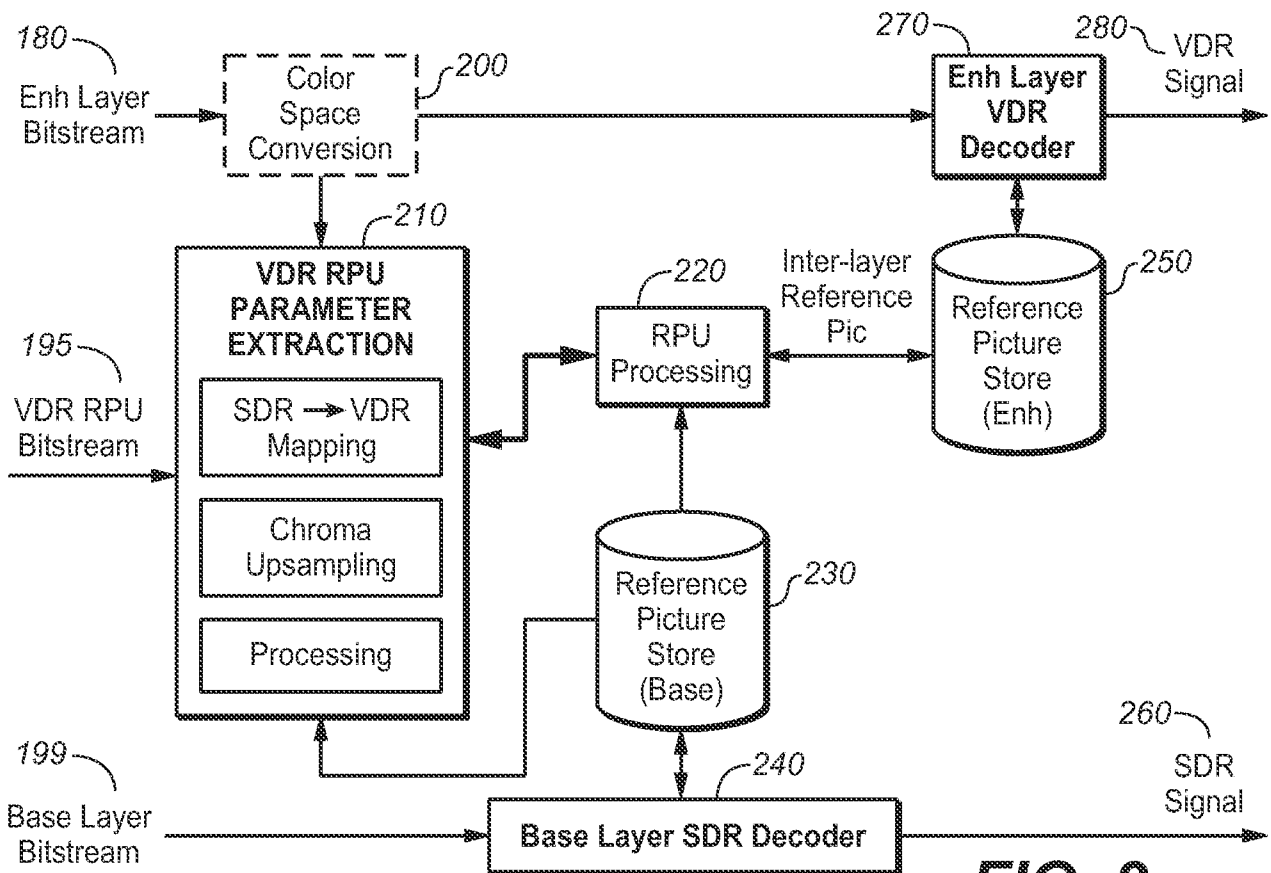 180
Enh Layer
Bitstream
Color
Space
Conversion
200
270
Enh Layer
VDR
Decoder
280
VDR
Signal
210
VDR RPU
PARAMETER
EXTRACTION
195
VDR RPU
Bitstream
SDR → VDR
Mapping
Chroma
Upsampling
Processing
220
RPU
Processing
Inter-layer
Reference
Pic
250
Reference
Picture
Store
(Enh)
230
Reference
Picture
Store
(Base)
199
Base Layer
Bitstream
240
Base Layer SDR Decoder
260
SDR
Signal